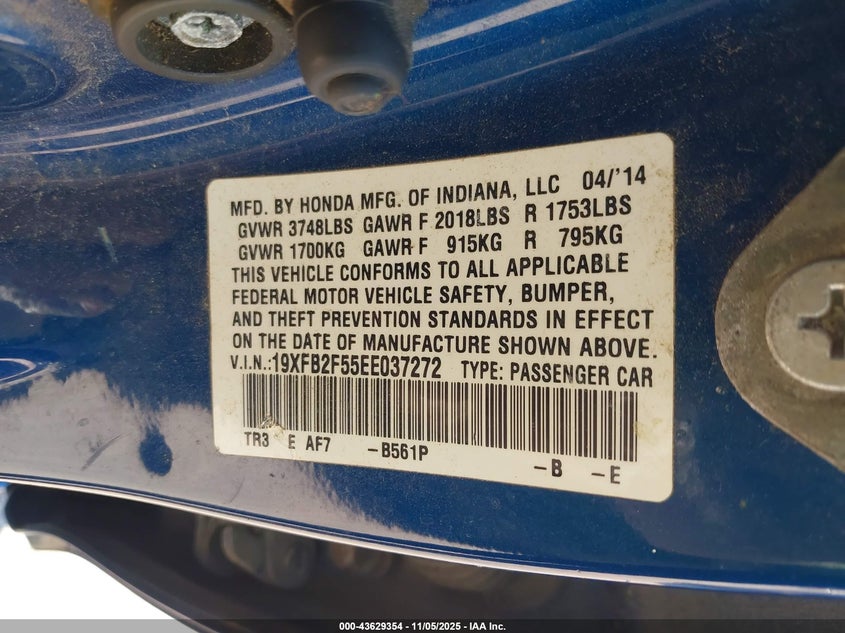 MFD. BY HONDA MFG. OF INDIANA, LLC 04/'14
GVWR 3748LBS GAWR F 2018LBS R 1753LBS
GVWR 1700KG GAWR F 915KG R 795KG
THIS VEHICLE CONFORMS TO ALL APPLICABLE
FEDERAL MOTOR VEHICLE SAFETY, BUMPER,
AND THEFT PREVENTION STANDARDS IN EFFECT
ON THE DATE OF MANUFACTURE SHOWN ABOVE.
V.I.N.:19XFB2F55EE037272 TYPE: PASSENGER CAR
TR3 E AF7 -B561P -B -E
000-43629354 - 11/05/2025 - IAA Inc.